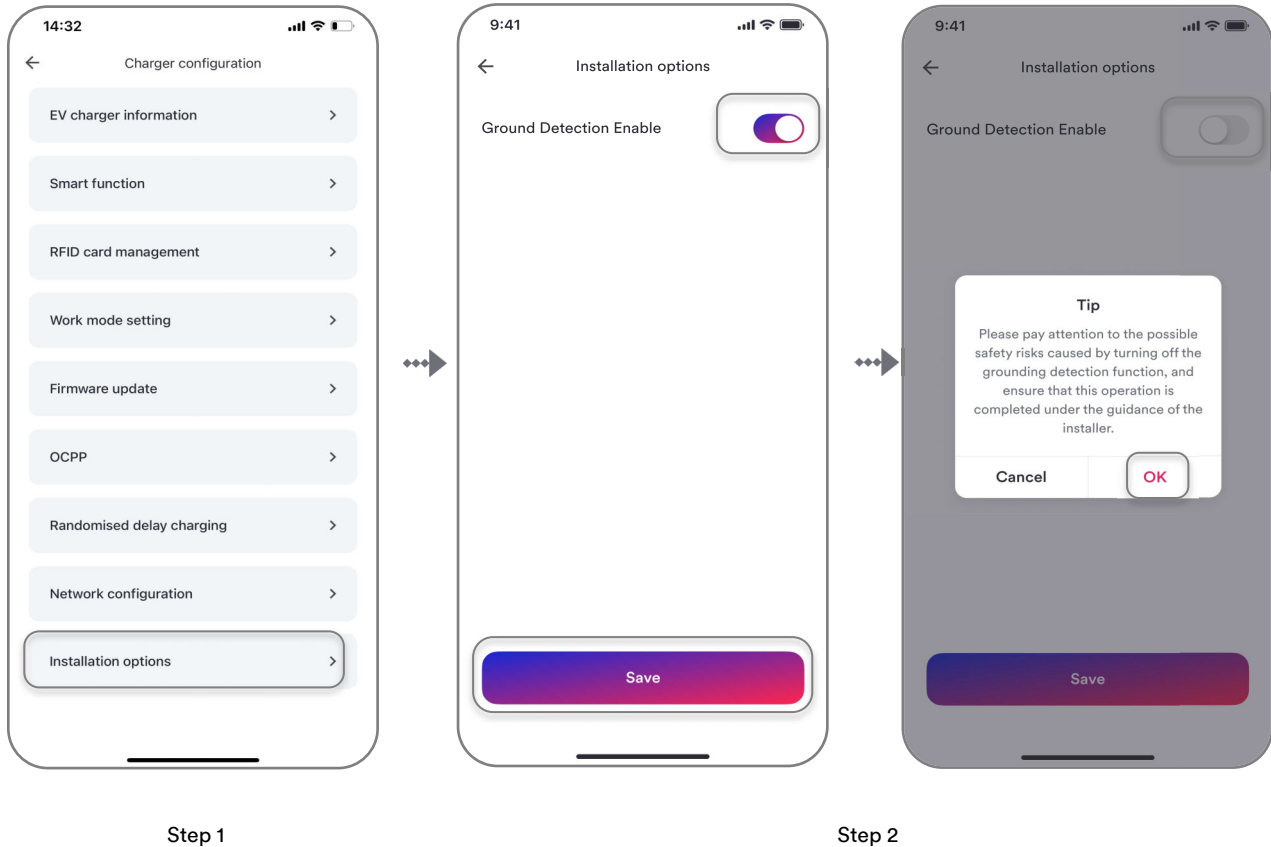 14:32
Charger configuration
EV charger information
Smart function
RFID card management
Work mode setting
Firmware update
OCPP
Randomised delay charging
Network configuration
Installation options
9:41
Installation options
Ground Detection Enable
Save
9:41
Installation options
Ground Detection Enable
Tip
Please pay attention to the possible
safety risks caused by turning off the
grounding detection function, and
ensure that this operation is
completed under the guidance of the
installer.
Cancel
OK
Save
Step 1
Step 2